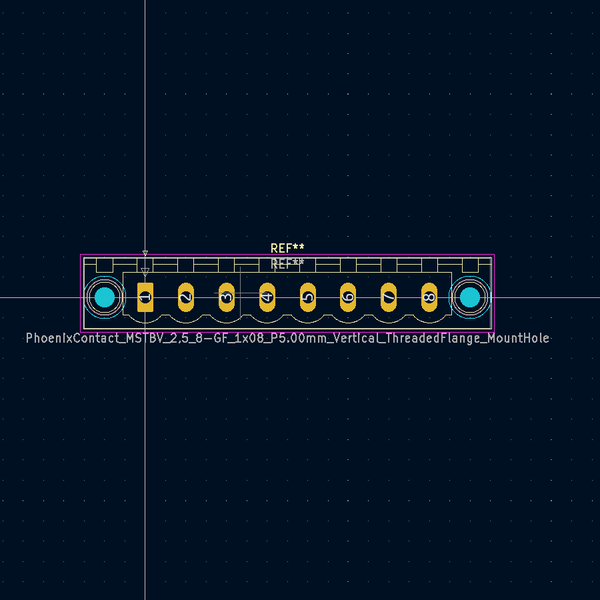 REF**
REF**
1 2 3 4 5 6 7 8
PhoenixContact_MSTBV_2,5_8-GF_1x08_P5.00mm_Vertical_ThreadedFlange_MountHole